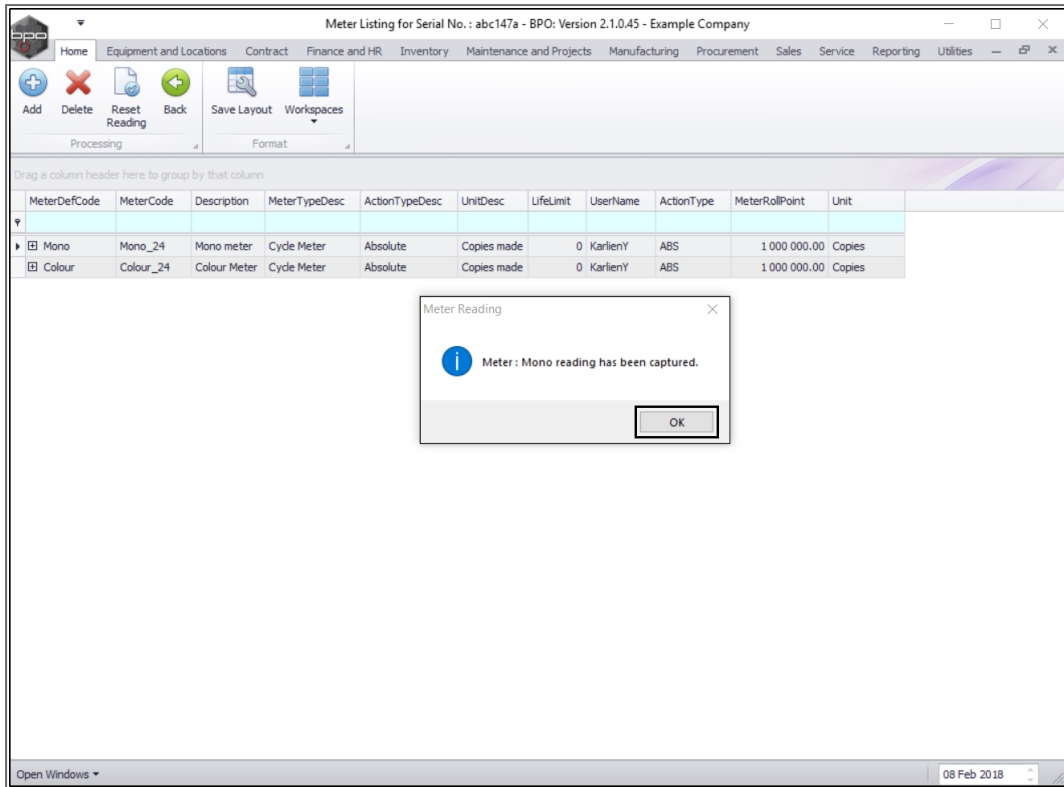 bpo
Meter Listing for Serial No. : abc147a - BPO: Version 2.1.0.45 - Example Company
Home Equipment and Locations Contract Finance and HR Inventory Maintenance and Projects Manufacturing Procurement Sales Service Reporting Utilities
Add Delete Reset Reading Back Save Layout Workspaces
Processing Format
Drag a column header here to group by that column
MeterDefCode MeterCode Description MeterTypeDesc ActionTypeDesc UnitDesc LifeLimit UserName ActionType MeterRollPoint Unit
Mono Mono_24 Mono meter Cycle Meter Absolute Copies made 0 KarlienY ABS 1 000 000.00 Copies
Colour Colour_24 Colour Meter Cycle Meter Absolute Copies made 0 KarlienY ABS 1 000 000.00 Copies
Meter Reading
Meter : Mono reading has been captured.
OK
Open Windows 08 Feb 2018